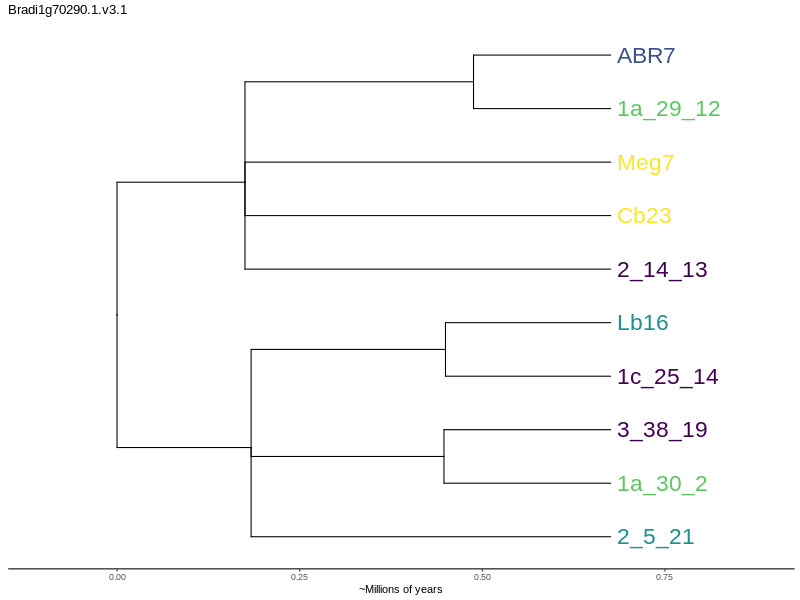 Bradi1g70290.1.v3.1
ABR7
1a_29_12
Meg7
Cb23
2_14_13
Lb16
1c_25_14
3_38_19
1a_30_2
2_5_21
0.00 0.25 0.50 0.75
~Millions of years